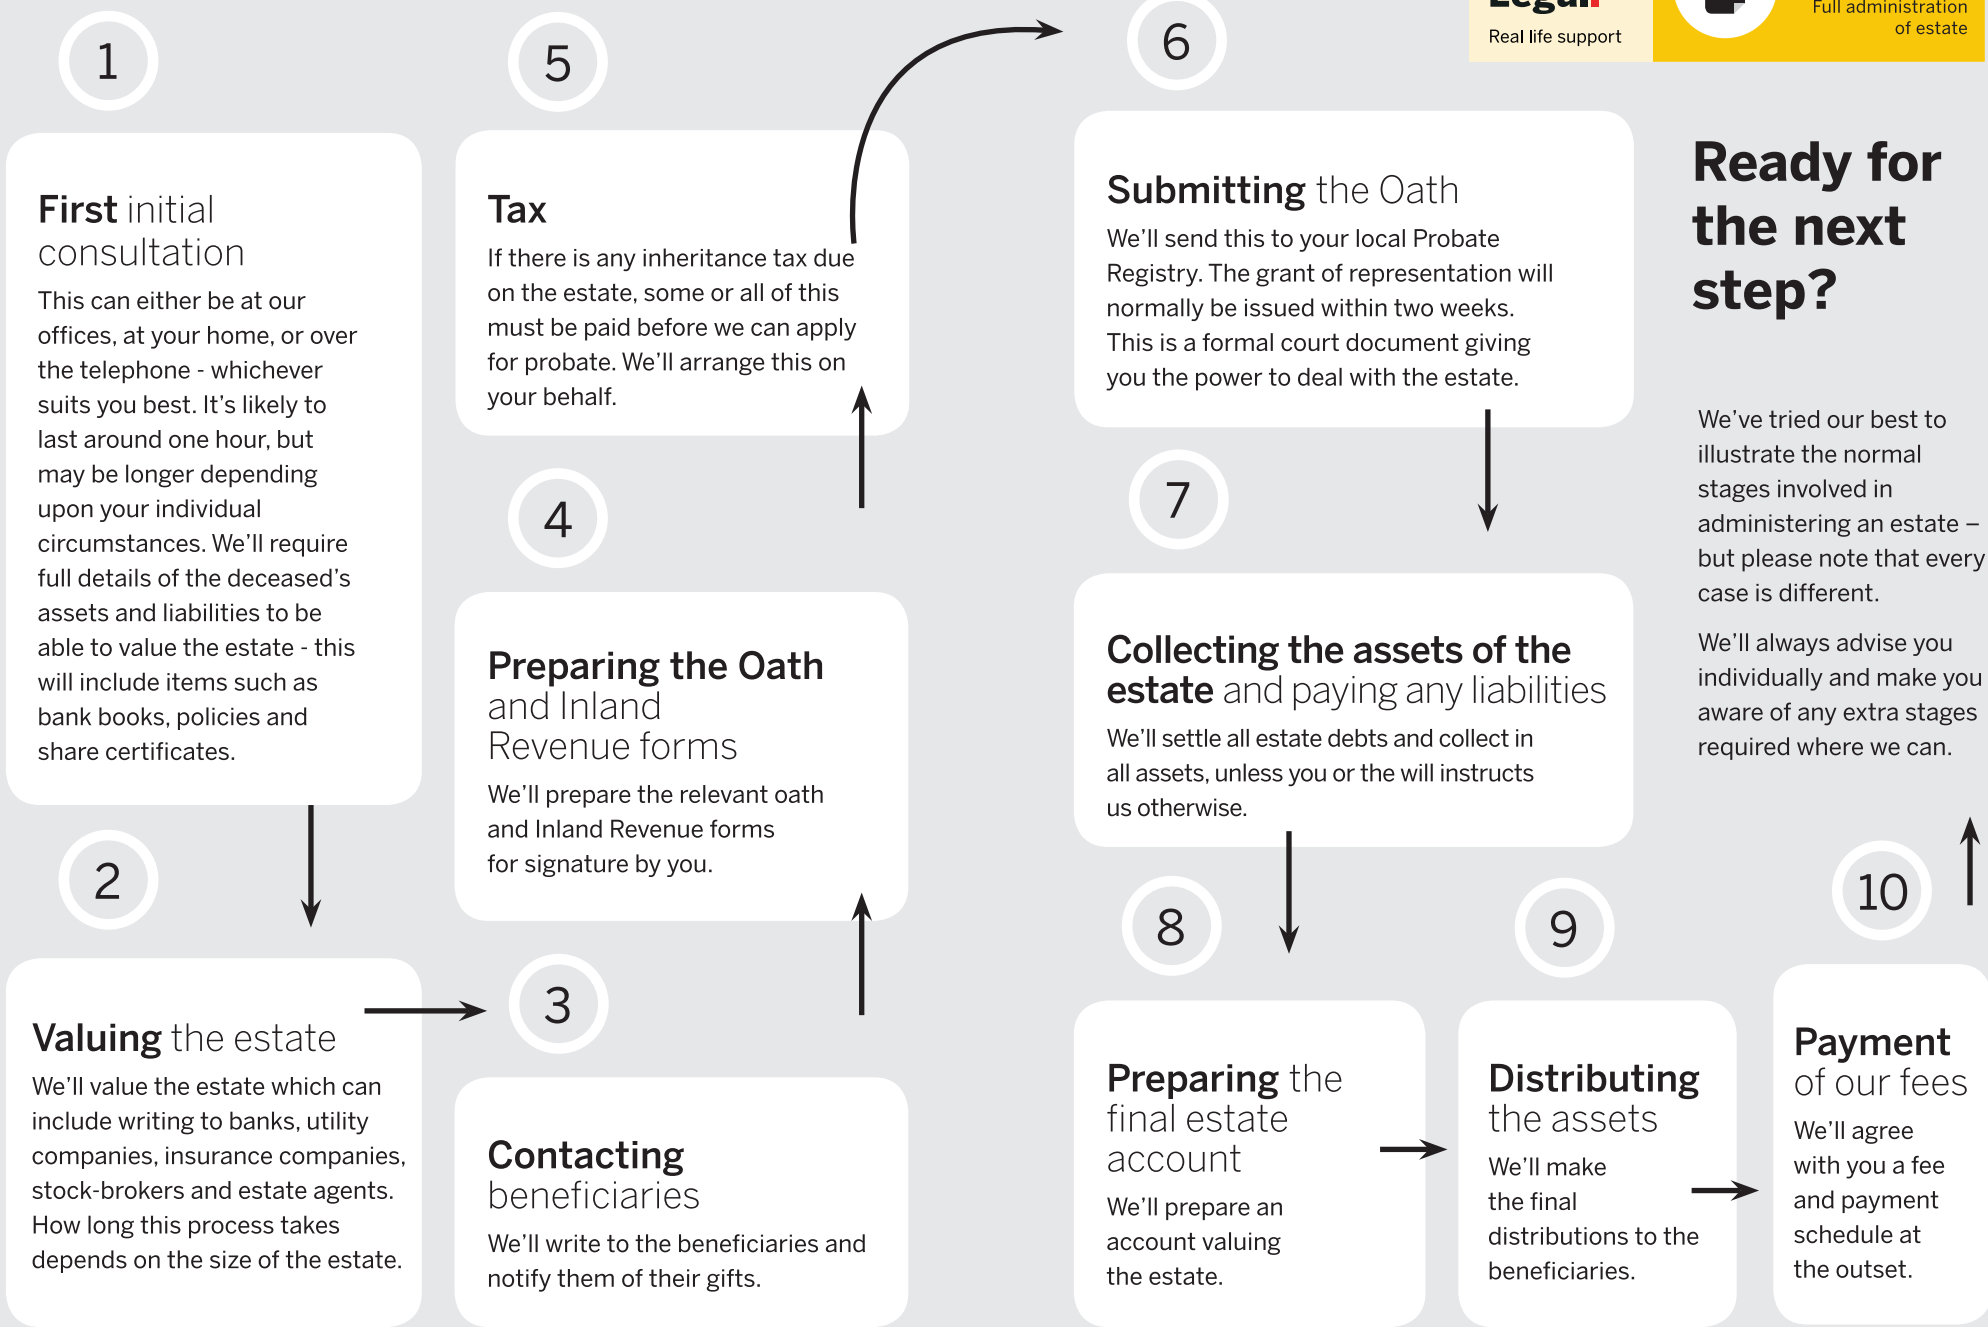 1
First initial
consultation
This can either be at our
offices, at your home, or over
the telephone - whichever
suits you best. It's likely to
last around one hour, but
may be longer depending
upon your individual
circumstances. We'll require
full details of the deceased's
assets and liabilities to be
able to value the estate - this
will include items such as
bank books, policies and
share certificates.
2
Valuing the estate
We'll value the estate which can
include writing to banks, utility
companies, insurance companies,
stock-brokers and estate agents.
How long this process takes
depends on the size of the estate.
3
Contacting
beneficiaries
We'll write to the beneficiaries and
notify them of their gifts.
4
Preparing the Oath
and Inland
Revenue forms
We'll prepare the relevant oath
and Inland Revenue forms
for signature by you.
5
Tax
If there is any inheritance tax due
on the estate, some or all of this
must be paid before we can apply
for probate. We'll arrange this on
your behalf.
6
Submitting the Oath
We'll send this to your local Probate
Registry. The grant of representation will
normally be issued within two weeks.
This is a formal court document giving
you the power to deal with the estate.
7
Collecting the assets of the
estate and paying any liabilities
We'll settle all estate debts and collect in
all assets, unless you or the will instructs
us otherwise.
8
Preparing the
final estate
account
We'll prepare an
account valuing
the estate.
9
Distributing
the assets
We'll make
the final
distributions to the
beneficiaries.
10
Payment
of our fees
We'll agree
with you a fee
and payment
schedule at
the outset.
Legal.
Real life support
Full administration
of estate
Ready for
the next
step?
We've tried our best to
illustrate the normal
stages involved in
administering an estate –
but please note that every
case is different.
We'll always advise you
individually and make you
aware of any extra stages
required where we can.